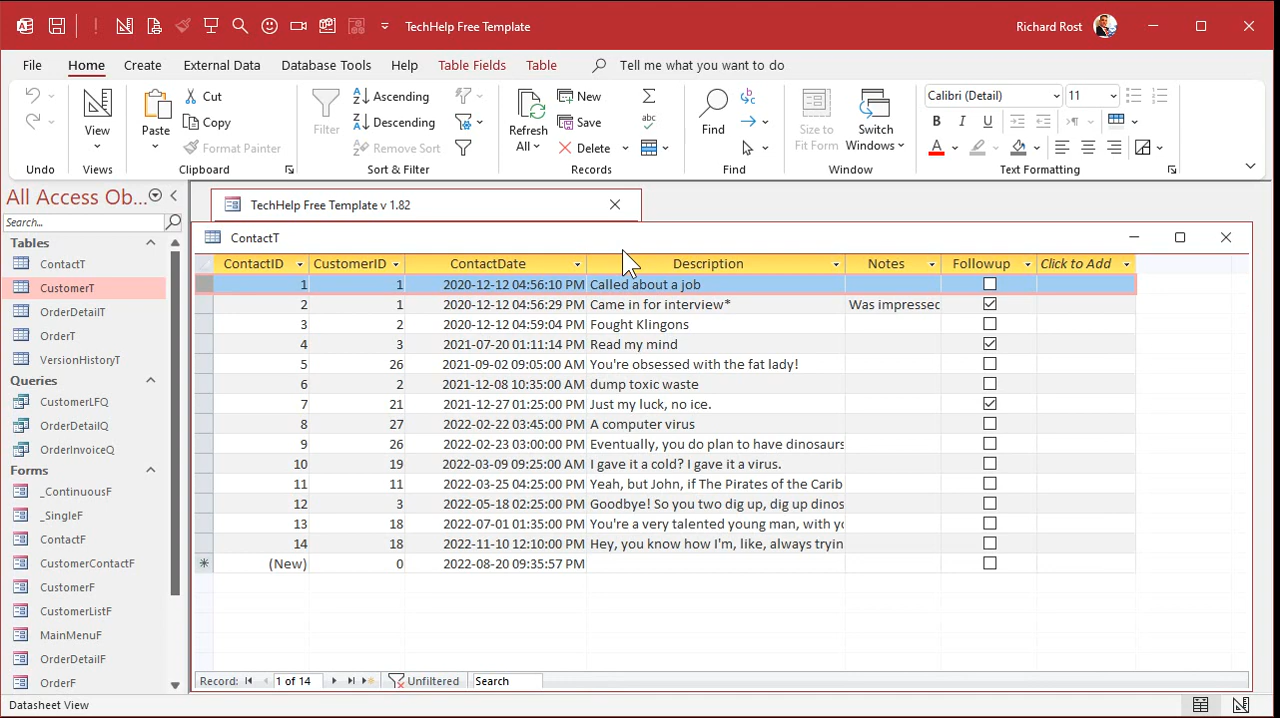 TechHelp Free Template
Richard Rost
File Home Create External Data Database Tools Help Table Fields Table Tell me what you want to do
View
Paste
Cut
Copy
Format Painter
Filter
Ascending
Descending
Remove Sort
Refresh All
New
Save
Delete
Find
Size to Fit Form
Switch Windows
Calibri (Detail) 11
B I U
Undo Views Clipboard Sort & Filter Records Find Window Text Formatting
All Access Ob...
Search...
Tables
ContactT
CustomerT
OrderDetailT
OrderT
VersionHistoryT
Queries
CustomerLFQ
OrderDetailQ
OrderInvoiceQ
Forms
_ContinuousF
_SingleF
ContactF
CustomerContactF
CustomerF
CustomerListF
MainMenuF
OrderDetailF
OrderF
TechHelp Free Template v 1.82
ContactT
ContactID CustomerID ContactDate Description Notes Followup Click to Add
1 1 2020-12-12 04:56:10 PM Called about a job
2 1 2020-12-12 04:56:29 PM Came in for interview* Was impressed
3 2 2020-12-12 04:59:04 PM Fought Klingons
4 3 2021-07-20 01:11:14 PM Read my mind
5 26 2021-09-02 09:05:00 AM You're obsessed with the fat lady!
6 2 2021-12-08 10:35:00 AM dump toxic waste
7 21 2021-12-27 01:25:00 PM Just my luck, no ice.
8 27 2022-02-22 03:45:00 PM A computer virus
9 26 2022-02-23 03:00:00 PM Eventually, you do plan to have dinosaurs
10 19 2022-03-09 09:25:00 AM I gave it a cold? I gave it a virus.
11 11 2022-03-25 04:25:00 PM Yeah, but John, if The Pirates of the Carib
12 3 2022-05-18 02:25:00 PM Goodbye! So you two dig up, dig up dinos
13 18 2022-07-01 01:35:00 PM You're a very talented young man, with yo
14 18 2022-11-10 12:10:00 PM Hey, you know how I'm, like, always tryin
* (New) 0 2022-08-20 09:35:57 PM
Record: 1 of 14 Unfiltered Search
Datasheet View